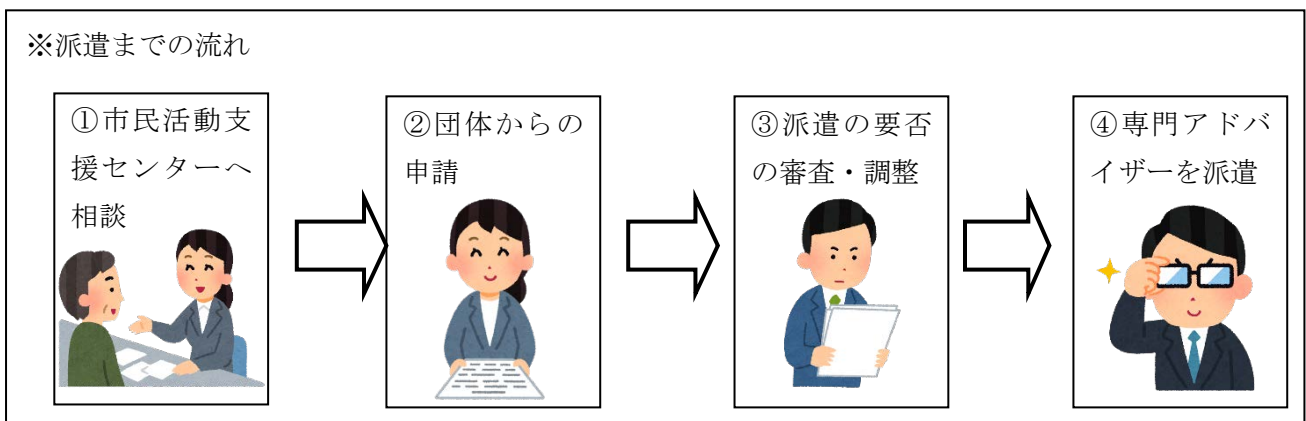 ※派遣までの流れ
①市民活動支
援センターへ
相談
②団体からの
申請
③派遣の要否
の審査・調整
④専門アドバ
イザーを派遣